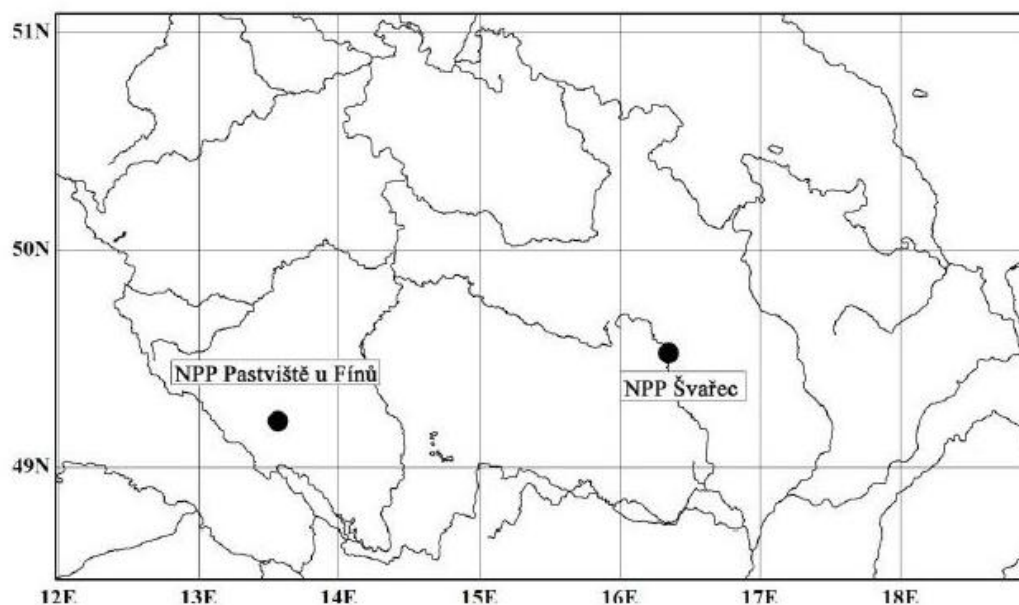 51N
50N
NPP Pastviště u Fínů
NPP Švařec
49N
12E 13E 14E 15E 16E 17E 18E